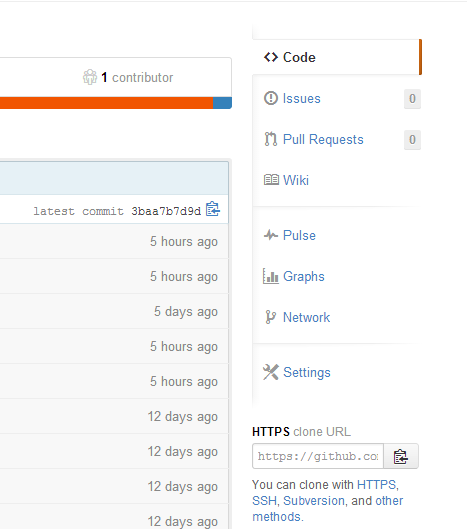 1 contributor
latest commit 3baa7b7d9d
5 hours ago
5 hours ago
5 days ago
5 hours ago
5 hours ago
12 days ago
12 days ago
12 days ago
12 days ago
Code
Issues 0
Pull Requests 0
Wiki
Pulse
Graphs
Network
Settings
HTTPS clone URL
https://github.co
You can clone with HTTPS,
SSH, Subversion, and other
methods.